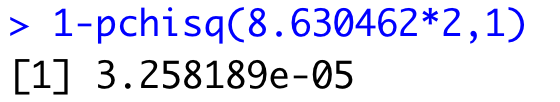 > 1-pchisq(8.630462*2,1)
[1] 3.258189e-05